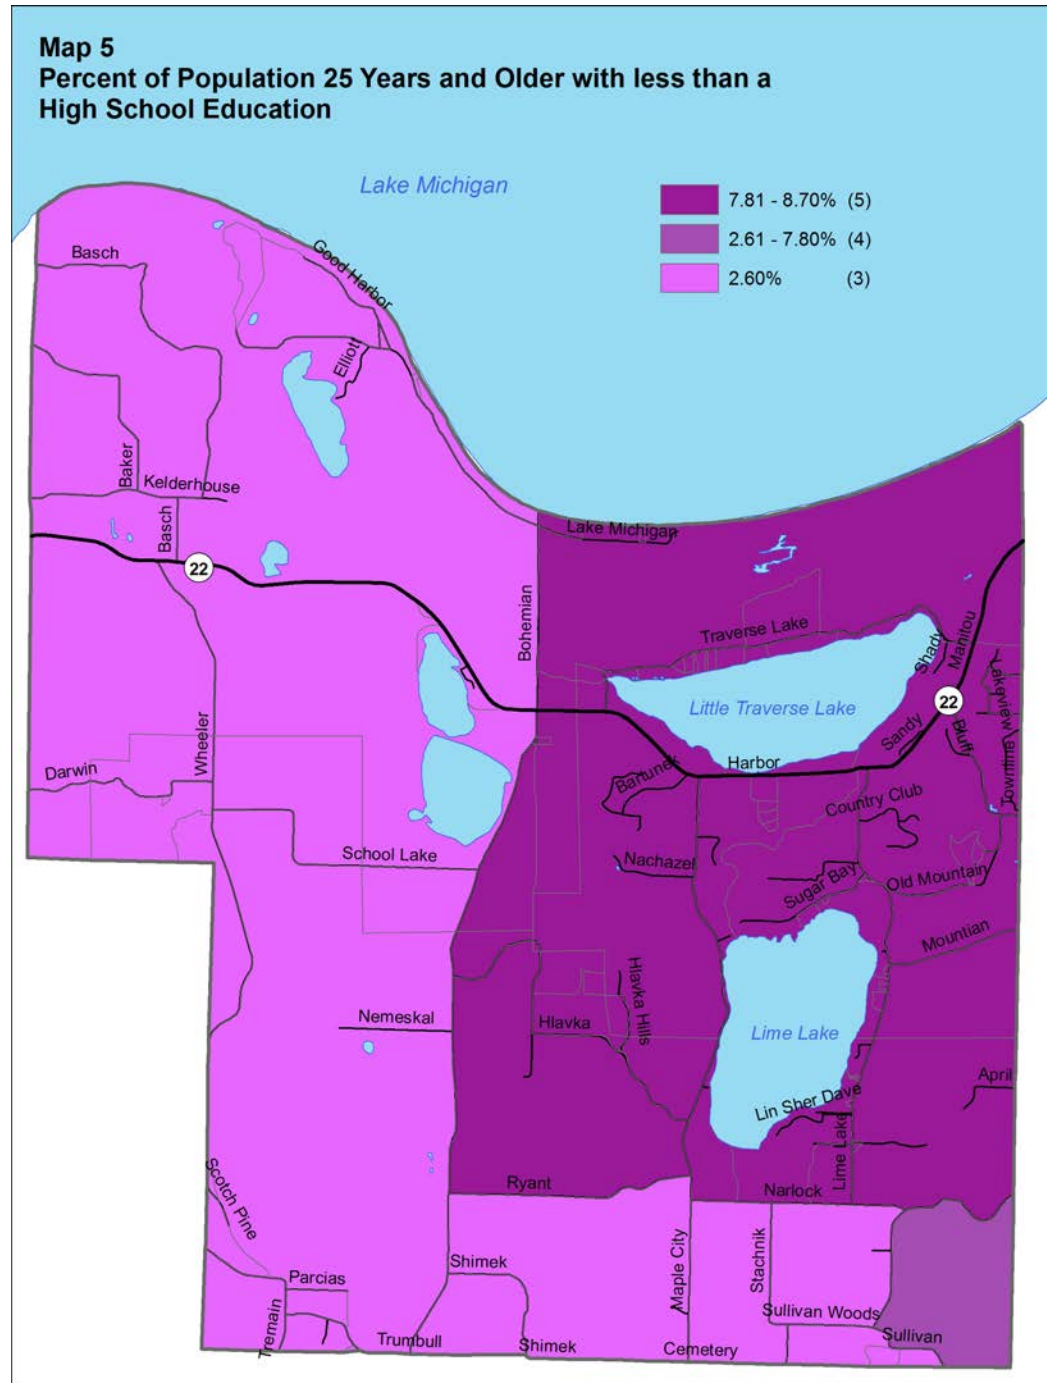 Map 5
Percent of Population 25 Years and Older with less than a
High School Education
Lake Michigan
7.81 - 8.70% (5)
2.61 - 7.80% (4)
2.60% (3)
Good Harbor
Basch
Elliott
Baker
Kelderhouse
Basch
22
Lake Michigan
Bohemian
Traverse Lake
Shady
Manitou
Lakeview
Little Traverse Lake
22
Sandy
Bluff
Townline
Wheeler
Darwin
Harbor
Bartunek
Country Club
School Lake
Nachazel
Sugar Bay
Old Mountain
Mountian
Hlavka Hills
Nemeskal
Hlavka
Lime Lake
April
Lin Sher Dave
Lime Lake
Scotch Pine
Ryant
Narlock
Shimek
Maple City
Stachnik
Parcias
Tremain
Sullivan Woods
Trumbull
Shimek
Cemetery
Sullivan